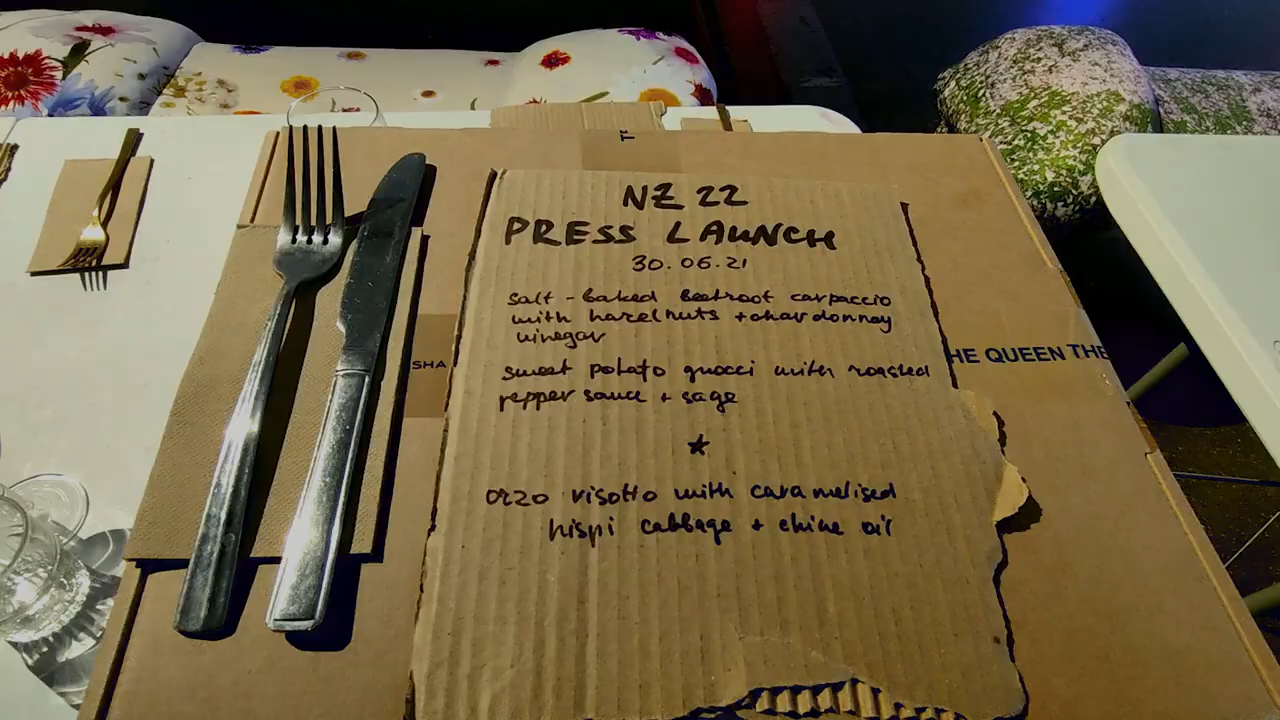 NZ 22
PRESS LAUNCH
30.06.21
salt-baked beetroot carpaccio
with hazelnuts + chardonnay
vinegar
sweet potato gnocci with roasted
pepper sauce + sage
orzo risotto with caramelised
hispi cabbage + chive oil
SHA
HE QUEEN THE